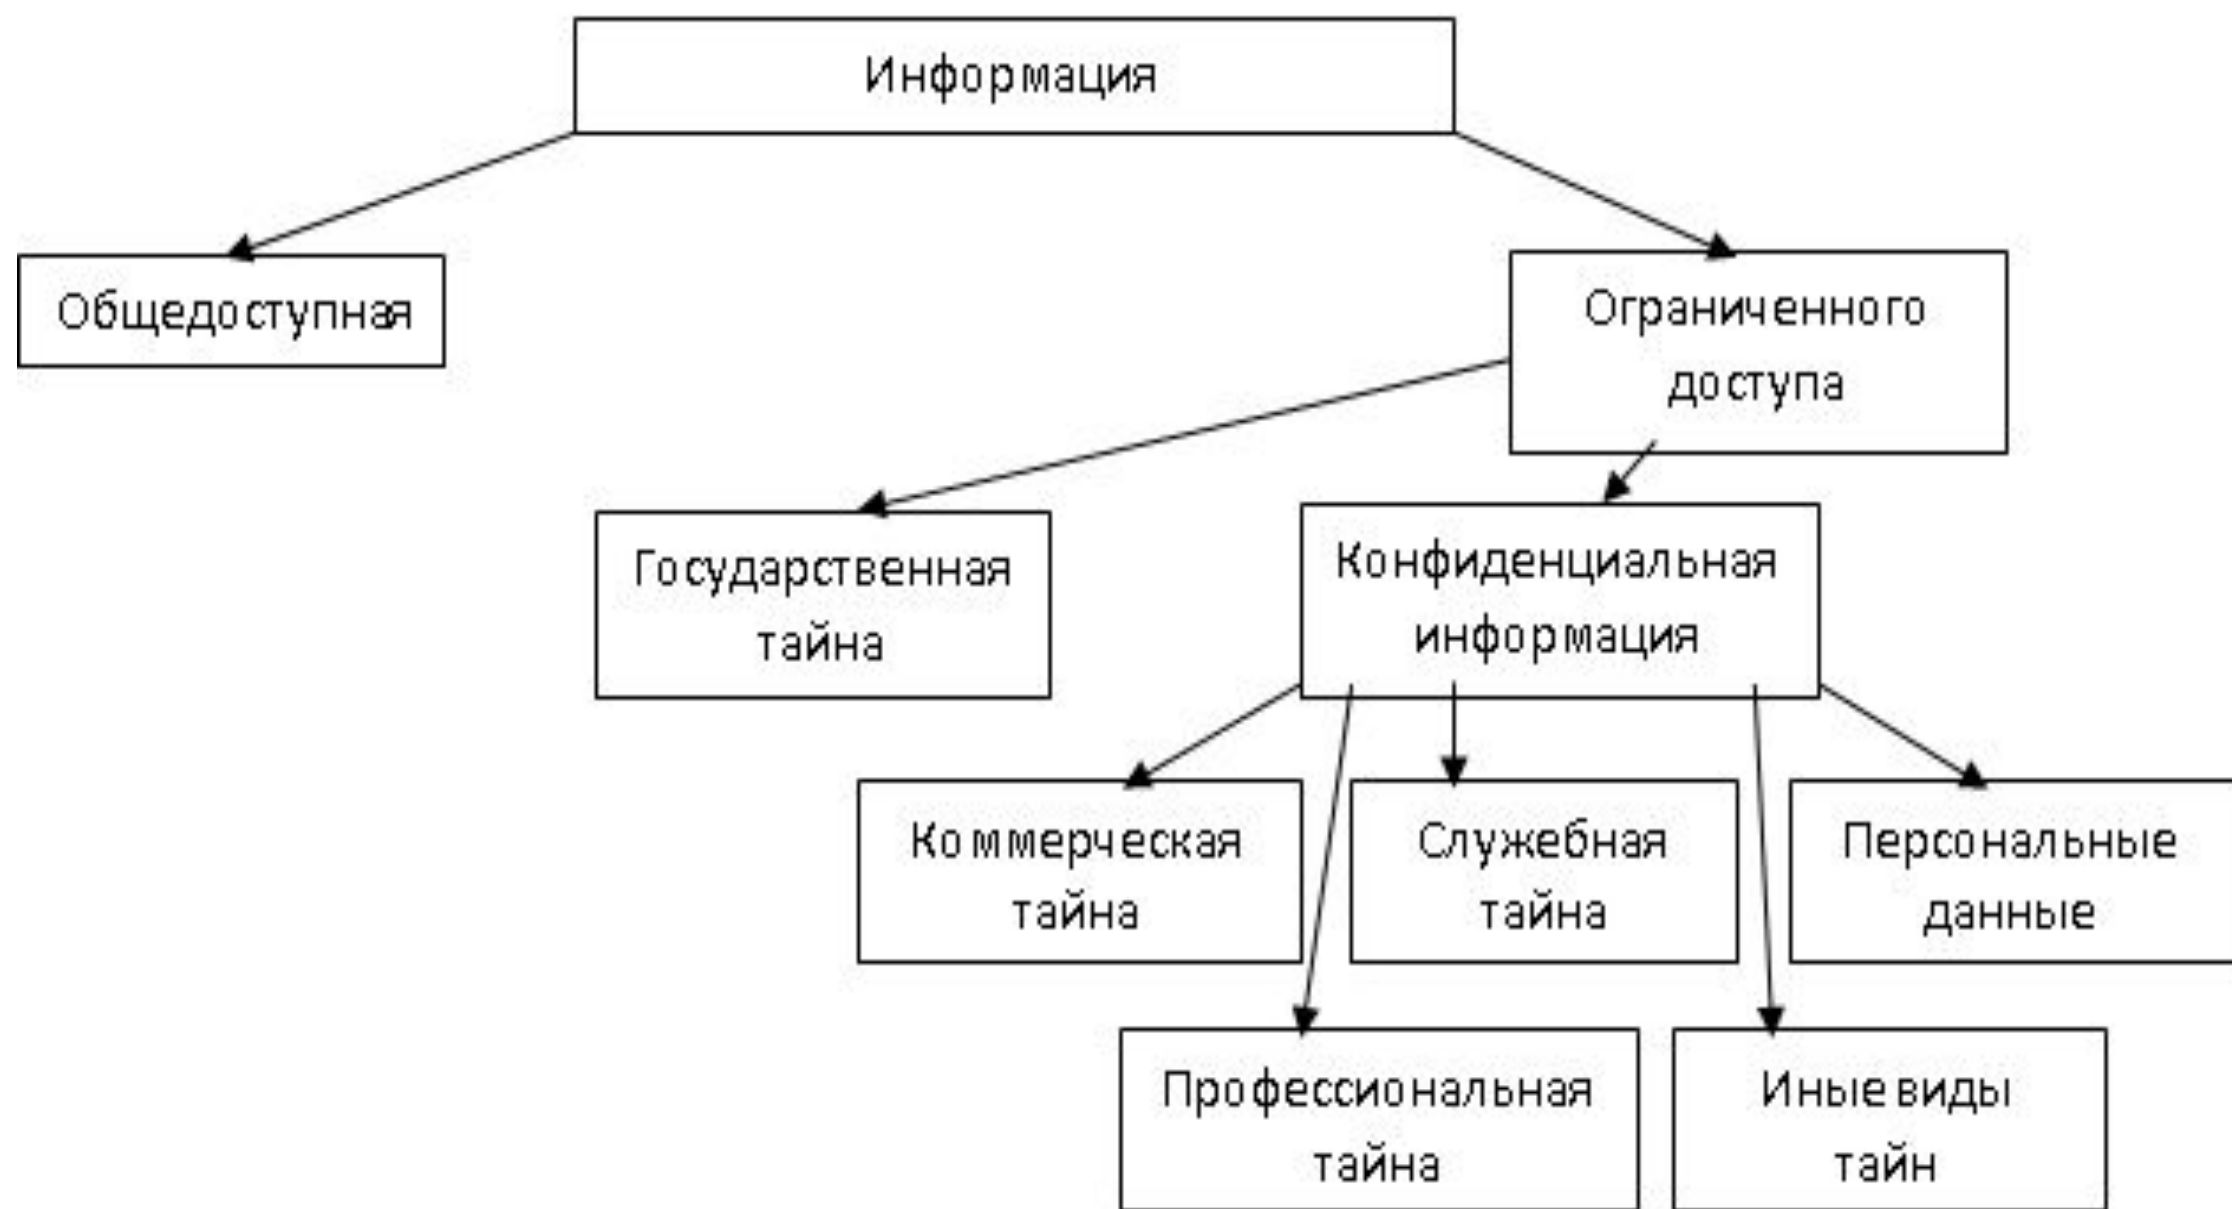 Информация
Общедоступная
Ограниченного
доступа
Государственная
тайна
Конфиденциальная
информация
Коммерческая
тайна
Служебная
тайна
Персональные
данные
Профессиональная
тайна
Иные виды
тайн